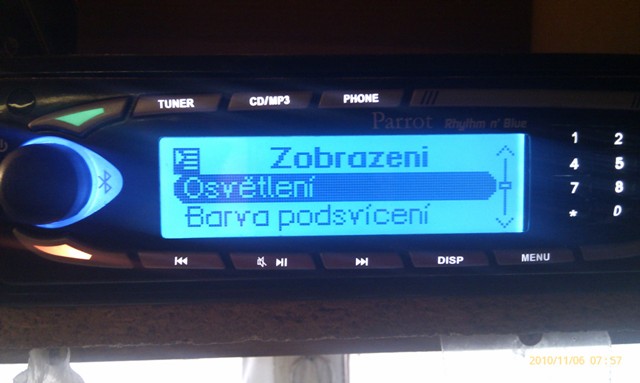 TUNER CD/MP3 PHONE
Parrot Rhythm n' Blue
Zobrazeni
Osvětlení
Barva podsvícení
1 2
4 5
7 8
* 0
DISP MENU
2010/11/06 07:57